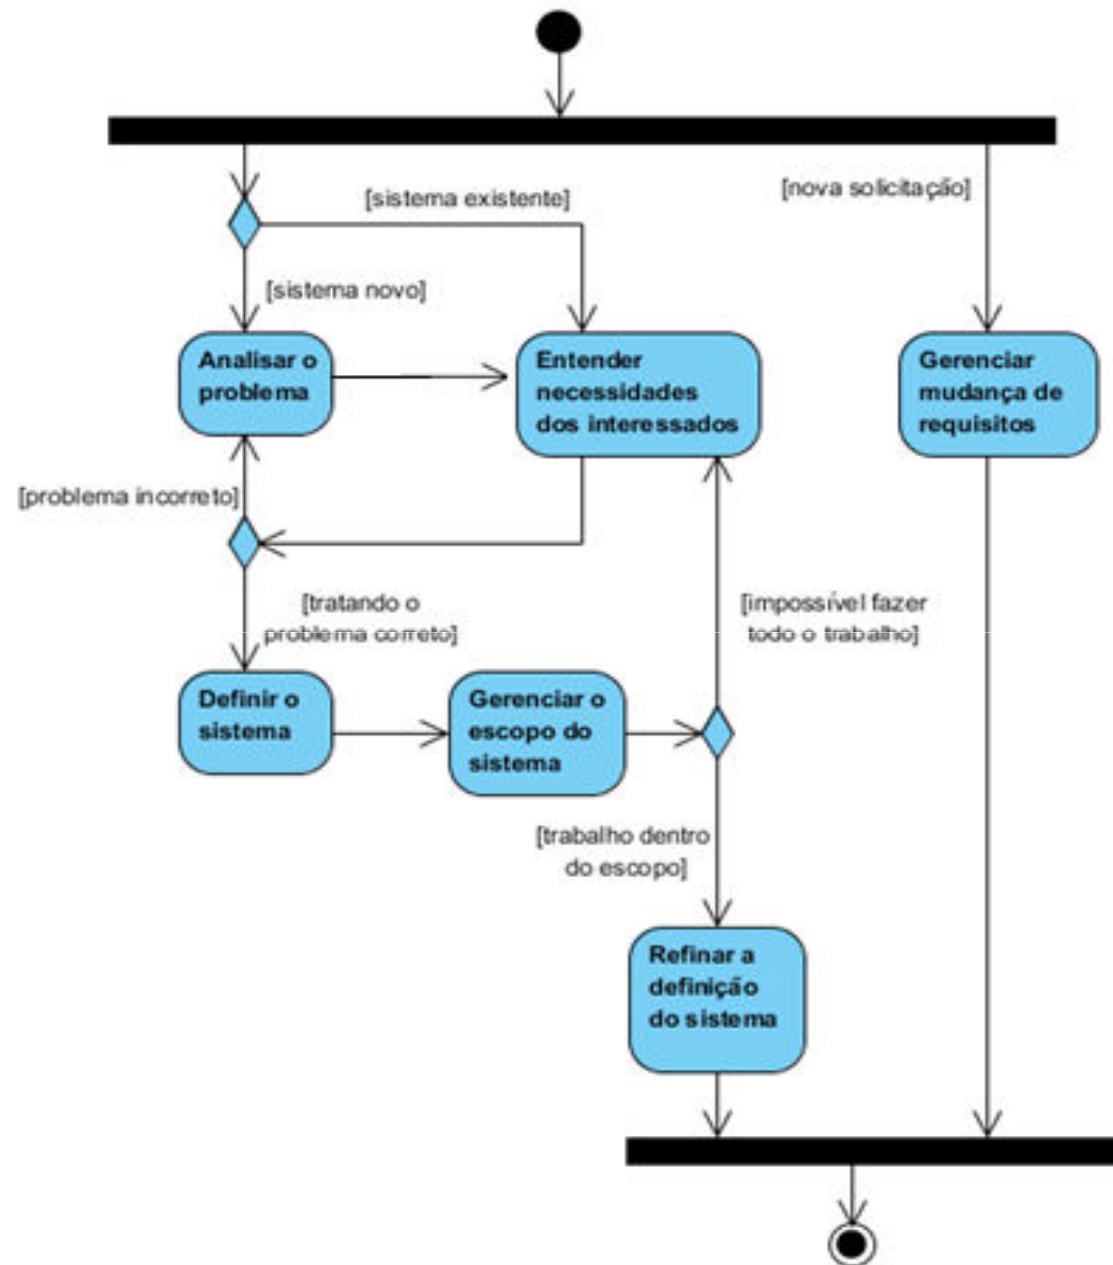 [sistema existente]
[nova solicitação]
[sistema novo]
Analisar o
problema
Entender
necessidades
dos interessados
Gerenciar
mudança de
requisitos
[problema incorreto]
[tratando o
problema correto]
[impossível fazer
todo o trabalho]
Definir o
sistema
Gerenciar o
escopo do
sistema
[trabalho dentro
do escopo]
Refinar a
definição
do sistema